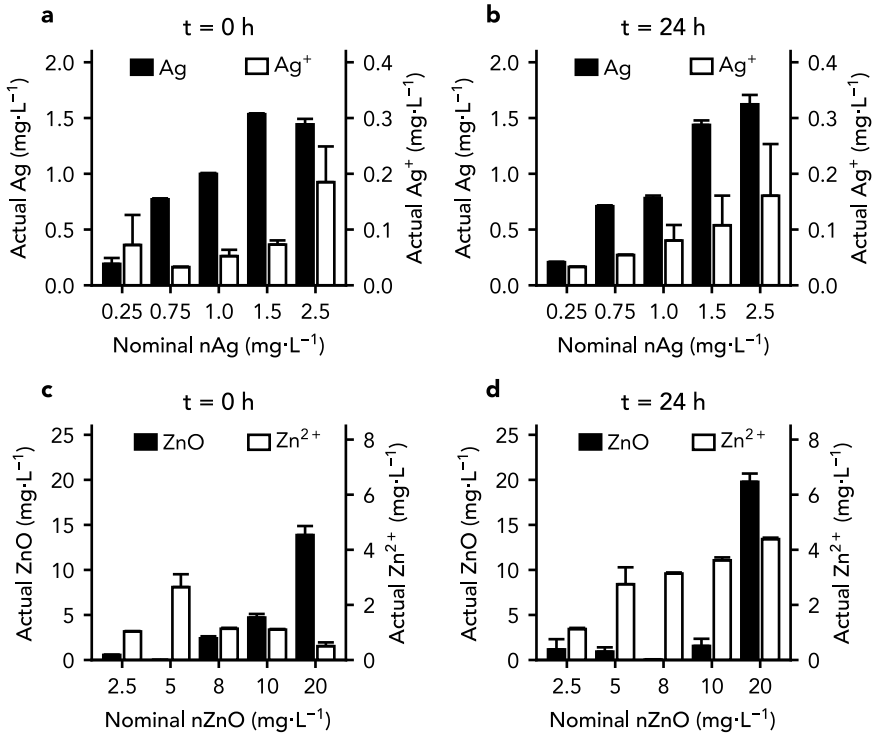 a
t = 0 h
Ag
Ag⁺
2.0
1.5
1.0
0.5
0.0
Actual Ag (mg·L⁻¹)
0.4
0.3
0.2
0.1
0.0
Actual Ag⁺ (mg·L⁻¹)
0.25 0.75 1.0 1.5 2.5
Nominal nAg (mg·L⁻¹)
b
t = 24 h
Ag
Ag⁺
2.0
1.5
1.0
0.5
0.0
Actual Ag (mg·L⁻¹)
0.4
0.3
0.2
0.1
0.0
Actual Ag⁺ (mg·L⁻¹)
0.25 0.75 1.0 1.5 2.5
Nominal nAg (mg·L⁻¹)
c
t = 0 h
ZnO
Zn²⁺
25
20
15
10
5
0
Actual ZnO (mg·L⁻¹)
8
6
4
2
0
Actual Zn²⁺ (mg·L⁻¹)
2.5 5 8 10 20
Nominal nZnO (mg·L⁻¹)
d
t = 24 h
ZnO
Zn²⁺
25
20
15
10
5
0
Actual ZnO (mg·L⁻¹)
8
6
4
2
0
Actual Zn²⁺ (mg·L⁻¹)
2.5 5 8 10 20
Nominal nZnO (mg·L⁻¹)